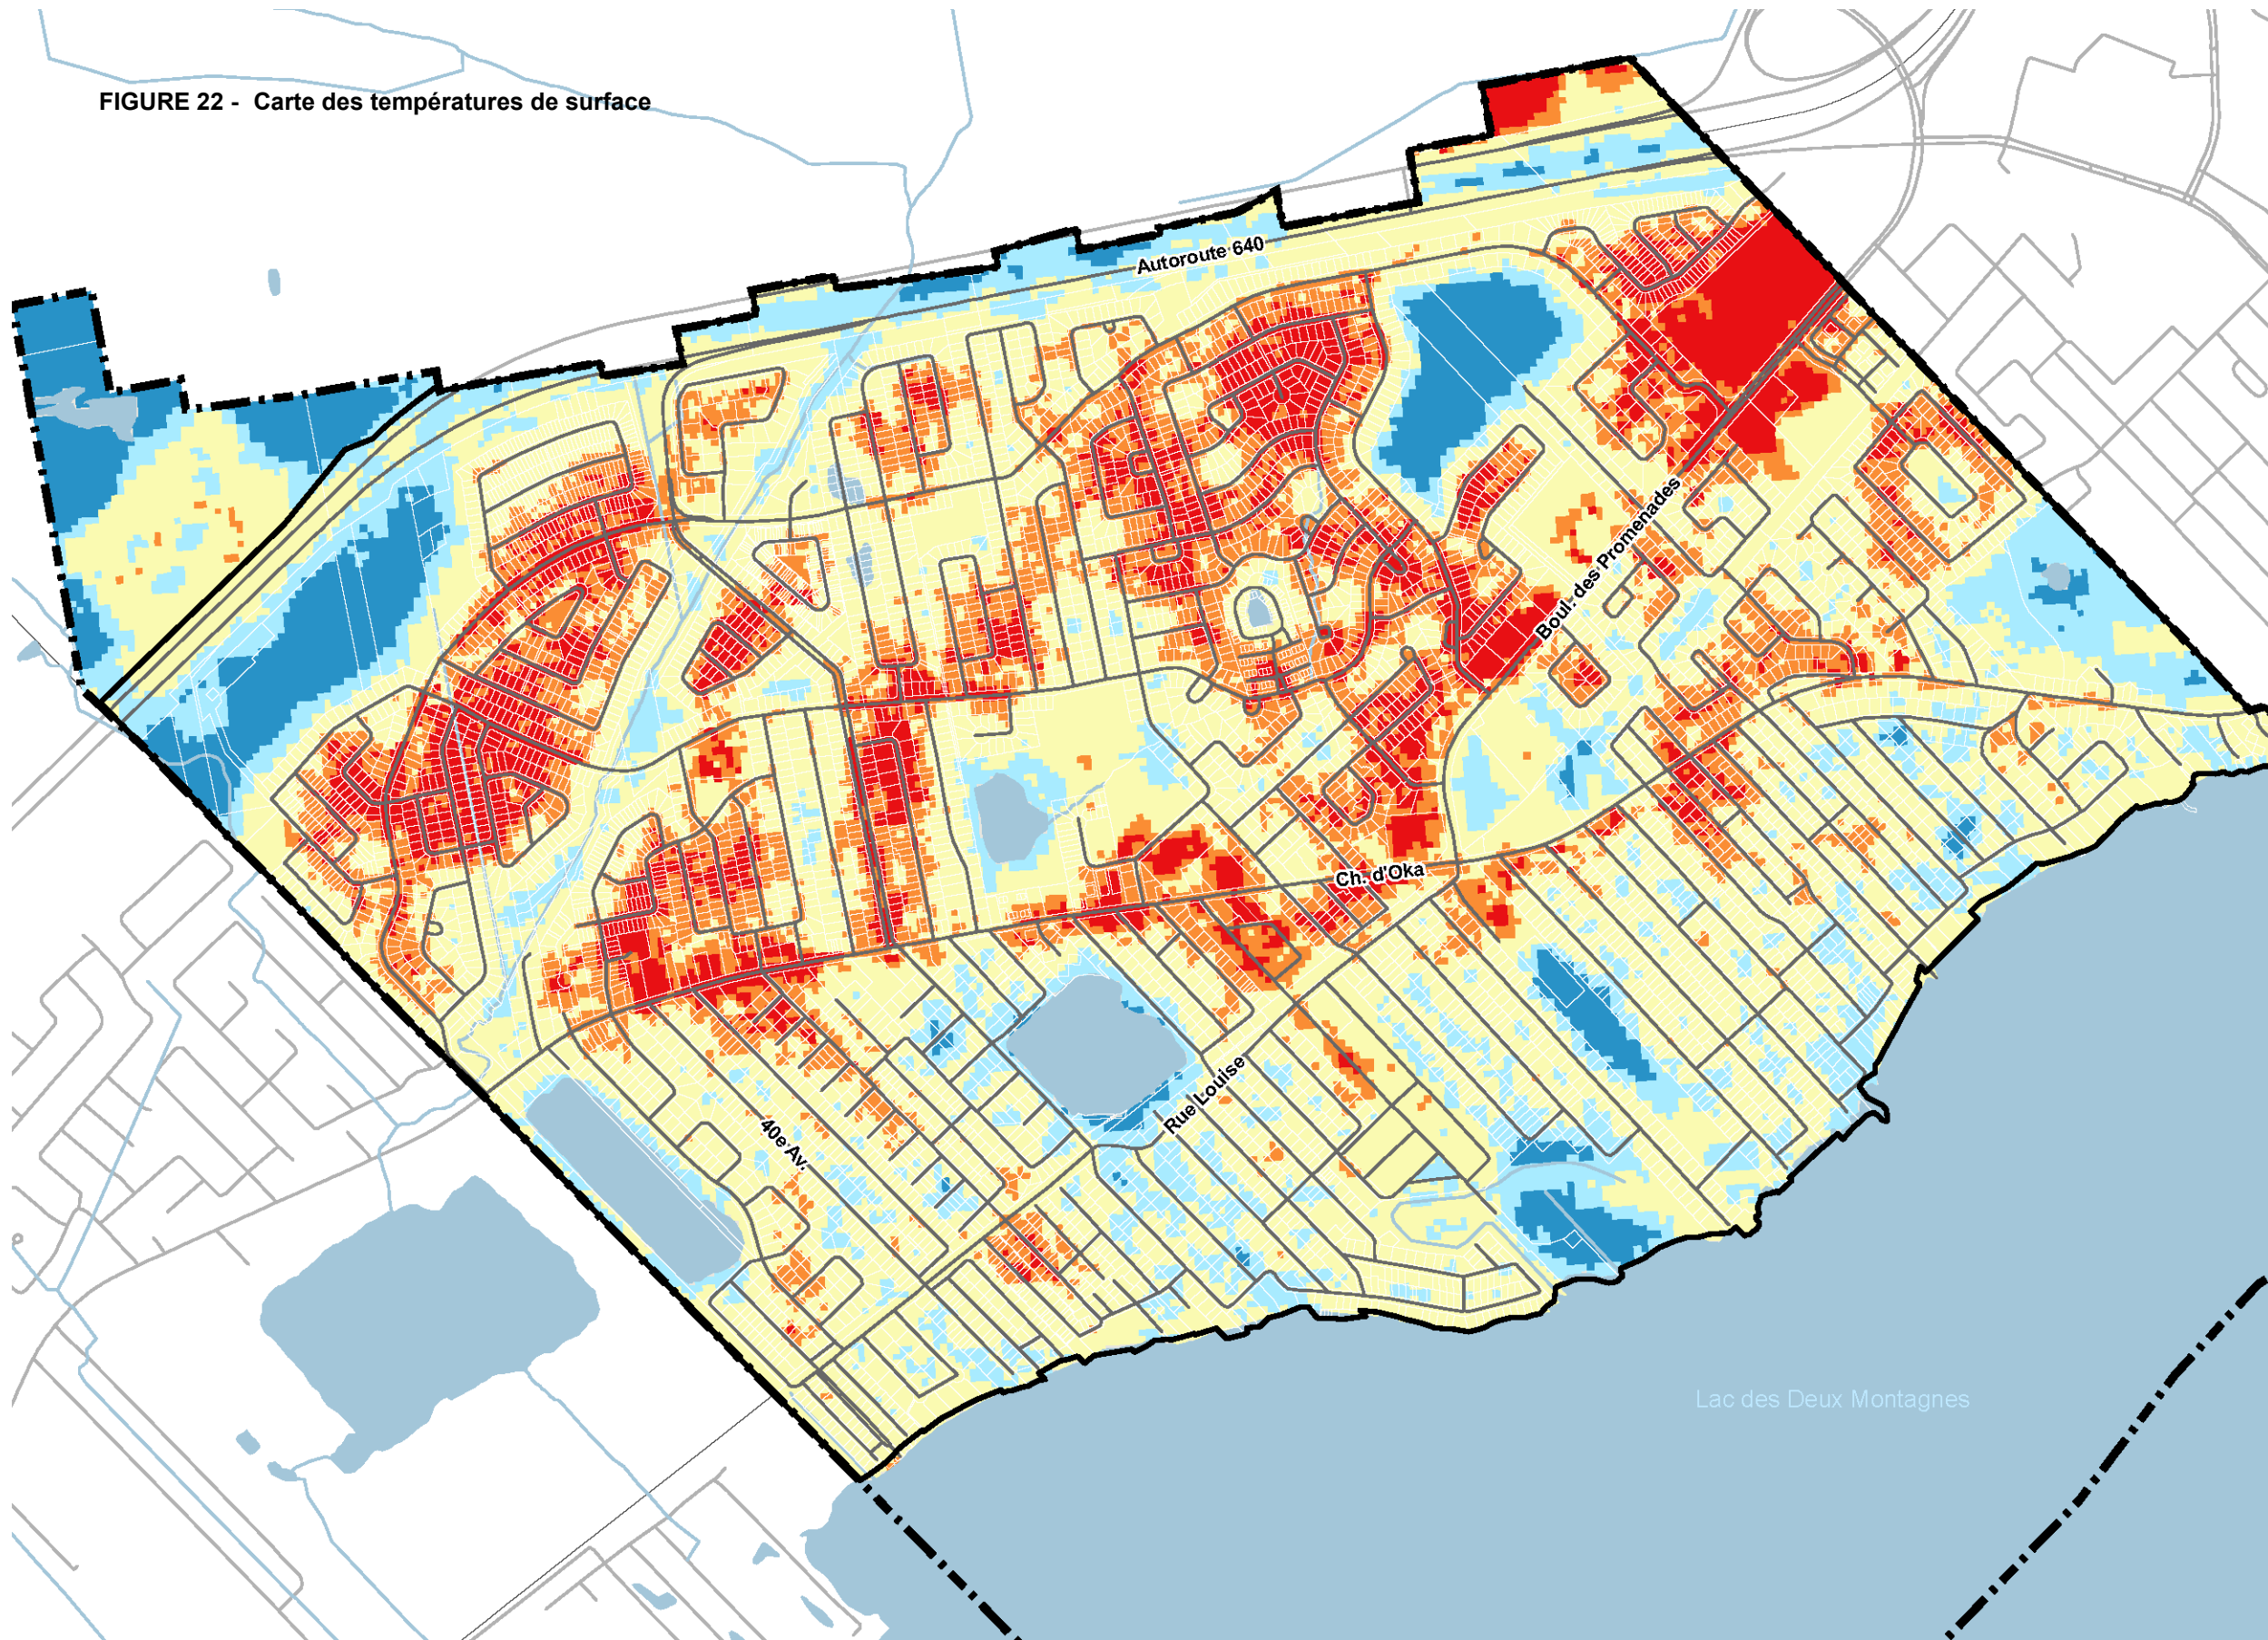 FIGURE 22 - Carte des températures de surface
Autoroute 640
Boul. des Promenades
Ch. d'Oka
Rue Louise
40e Av.
Lac des Deux Montagnes